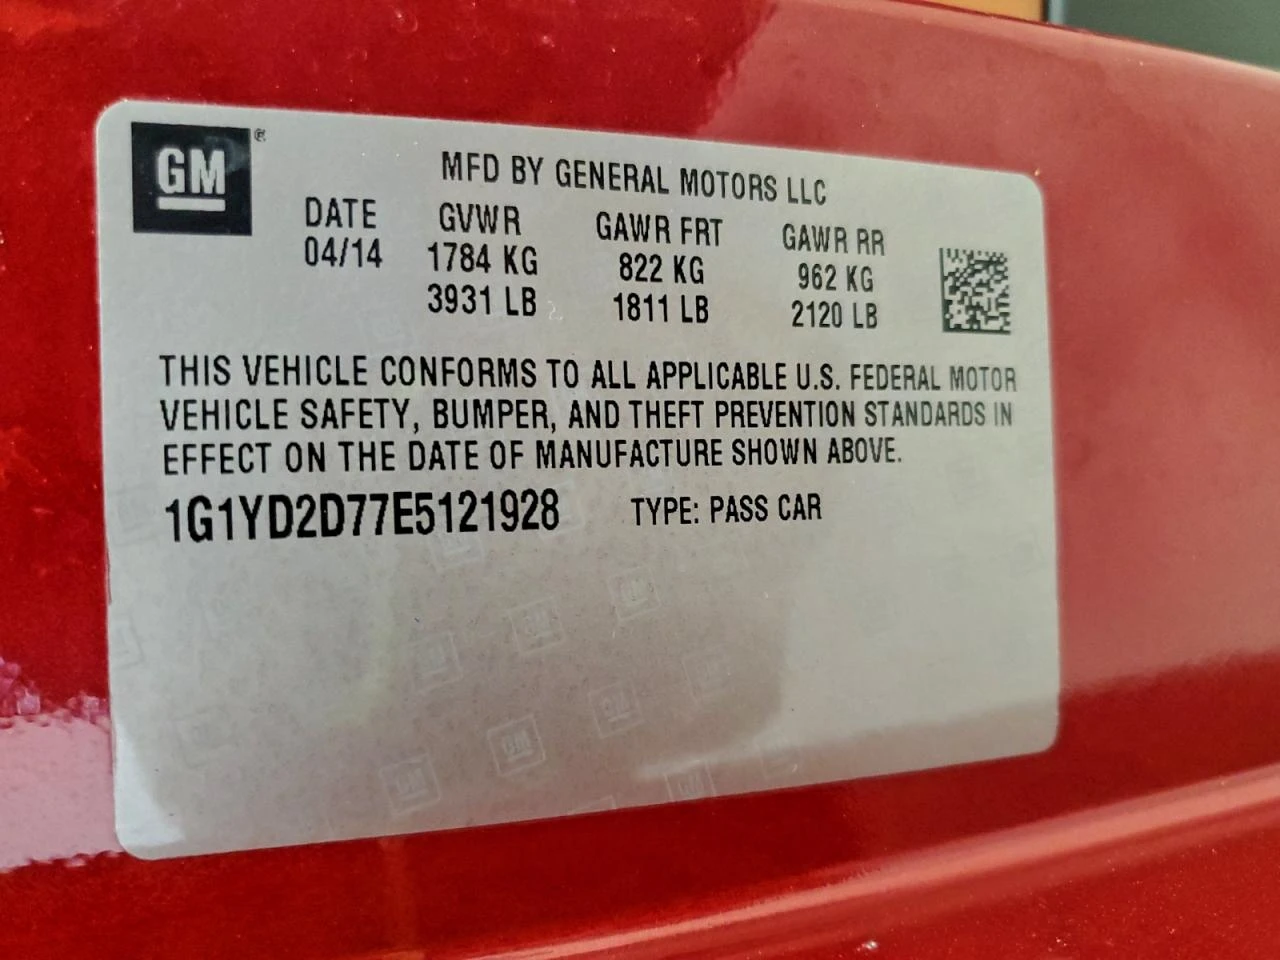 GM®
MFD BY GENERAL MOTORS LLC
DATE GVWR GAWR FRT GAWR RR
04/14 1784 KG 822 KG 962 KG
3931 LB 1811 LB 2120 LB
THIS VEHICLE CONFORMS TO ALL APPLICABLE U.S. FEDERAL MOTOR
VEHICLE SAFETY, BUMPER, AND THEFT PREVENTION STANDARDS IN
EFFECT ON THE DATE OF MANUFACTURE SHOWN ABOVE.
1G1YD2D77E5121928 TYPE: PASS CAR